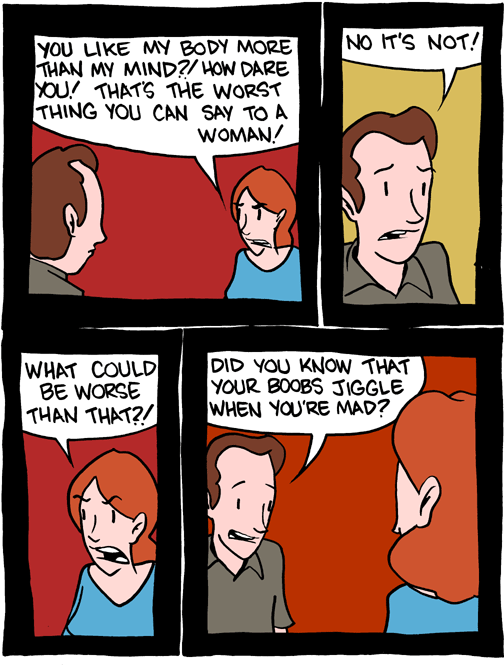 YOU LIKE MY BODY MORE
THAN MY MIND?! HOW DARE
YOU! THAT'S THE WORST
THING YOU CAN SAY TO A
WOMAN!
NO IT'S NOT!
WHAT COULD
BE WORSE
THAN THAT?!
DID YOU KNOW THAT
YOUR BOOBS JIGGLE
WHEN YOU'RE MAD?